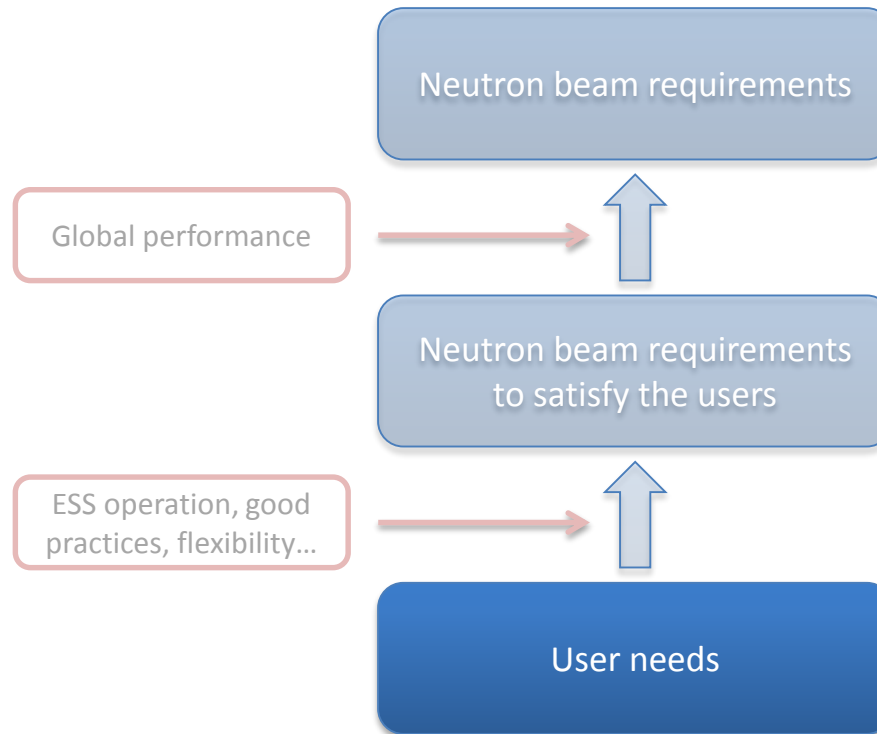 Neutron beam requirements
Global performance
Neutron beam requirements
to satisfy the users
ESS operation, good
practices, flexibility…
User needs